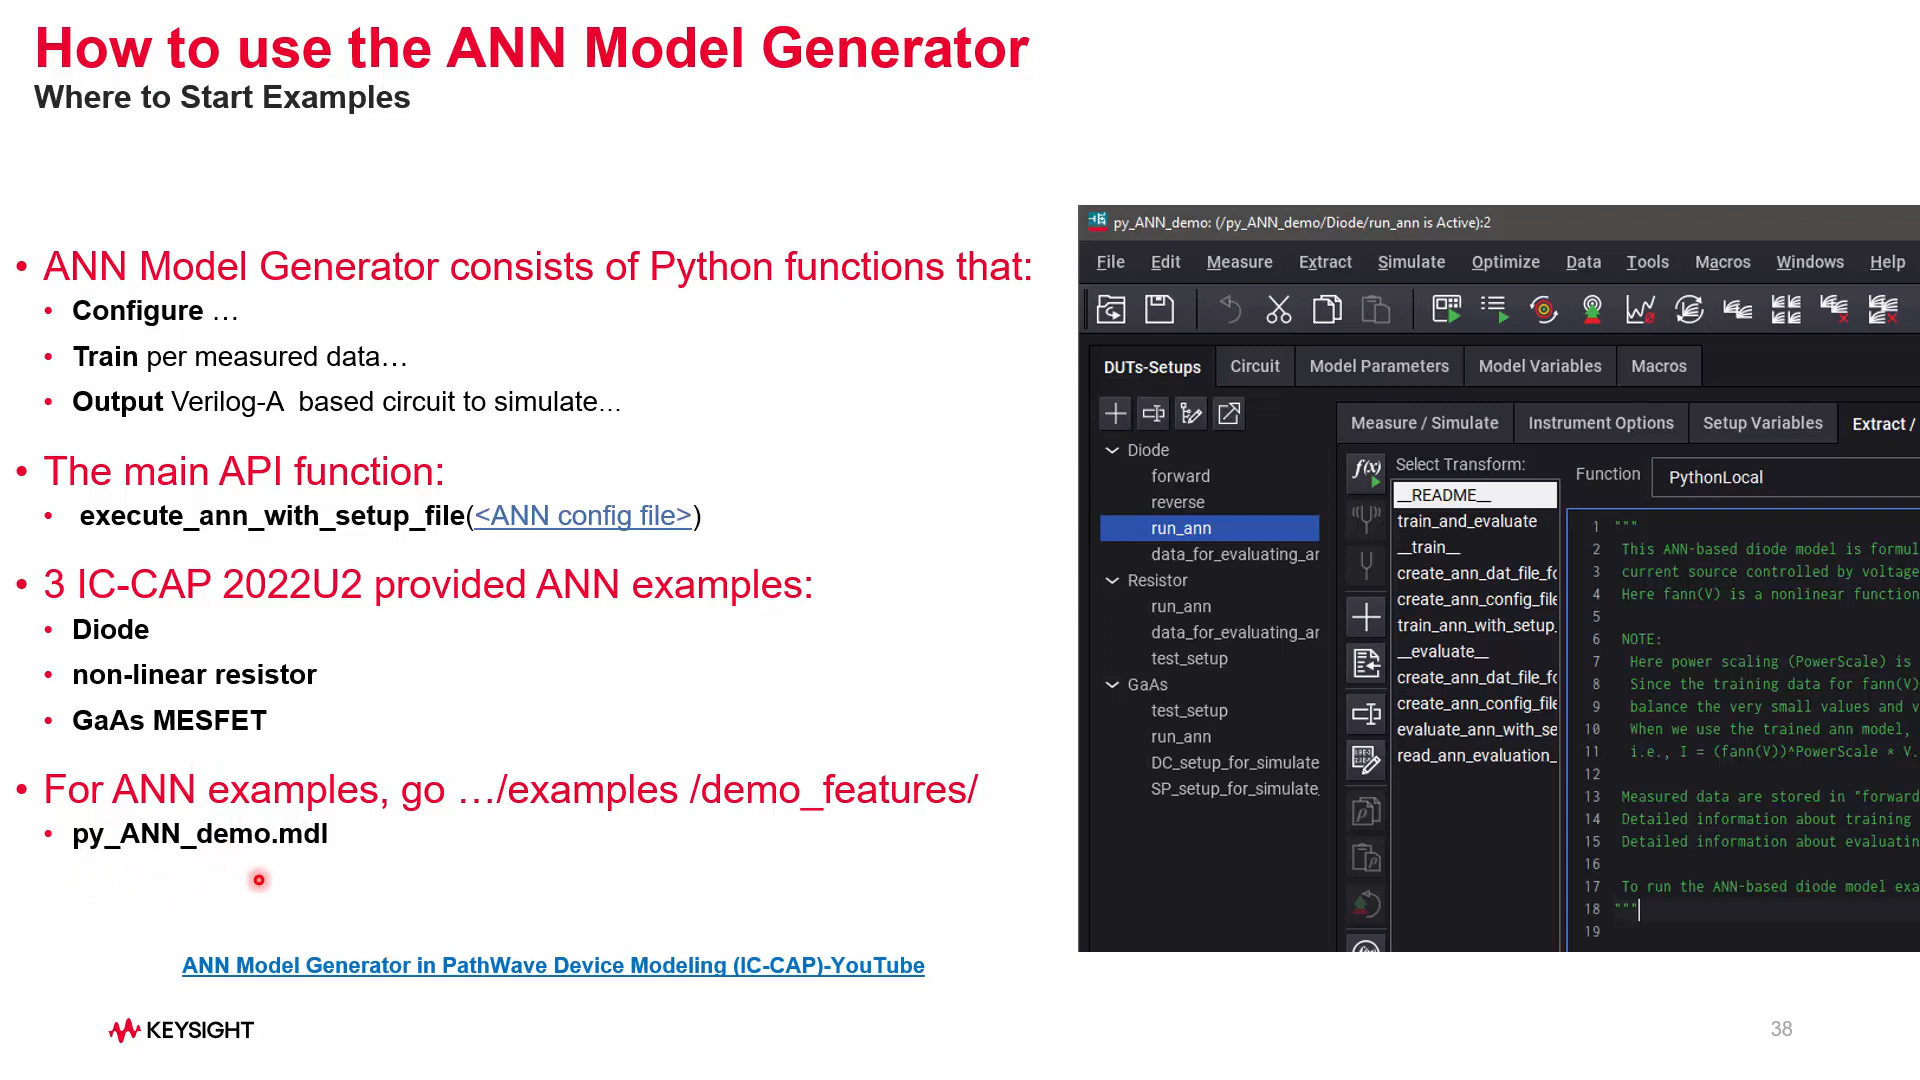 How to use the ANN Model Generator
Where to Start Examples
• ANN Model Generator consists of Python functions that:
• Configure …
• Train per measured data…
• Output Verilog-A based circuit to simulate...
• The main API function:
• execute_ann_with_setup_file(<ANN config file>)
• 3 IC-CAP 2022U2 provided ANN examples:
• Diode
• non-linear resistor
• GaAs MESFET
• For ANN examples, go …/examples /demo_features/
• py_ANN_demo.mdl
ANN Model Generator in PathWave Device Modeling (IC-CAP)-YouTube
KEYSIGHT
38
py_ANN_demo: (/py_ANN_demo/Diode/run_ann is Active):2
File Edit Measure Extract Simulate Optimize Data Tools Macros Windows Help
DUTs-Setups Circuit Model Parameters Model Variables Macros
Diode
forward
reverse
run_ann
data_for_evaluating_ar
Resistor
run_ann
data_for_evaluating_ar
test_setup
GaAs
test_setup
run_ann
DC_setup_for_simulate
SP_setup_for_simulate_
Measure / Simulate Instrument Options Setup Variables Extract /
Select Transform:
Function PythonLocal
__README__
train_and_evaluate
__train__
create_ann_dat_file_fo
create_ann_config_file
train_ann_with_setup_
__evaluate__
create_ann_dat_file_fo
create_ann_config_file
evaluate_ann_with_se
read_ann_evaluation_
1 """
2 This ANN-based diode model is formul
3 current source controlled by voltage
4 Here fann(V) is a nonlinear function
5
6 NOTE:
7 Here power scaling (PowerScale) is
8 Since the training data for fann(V)
9 balance the very small values and v
10 When we use the trained ann model,
11 i.e., I = (fann(V))^PowerScale * V.
12
13 Measured data are stored in "forward
14 Detailed information about training
15 Detailed information about evaluatin
16
17 To run the ANN-based diode model exa
18 """
19